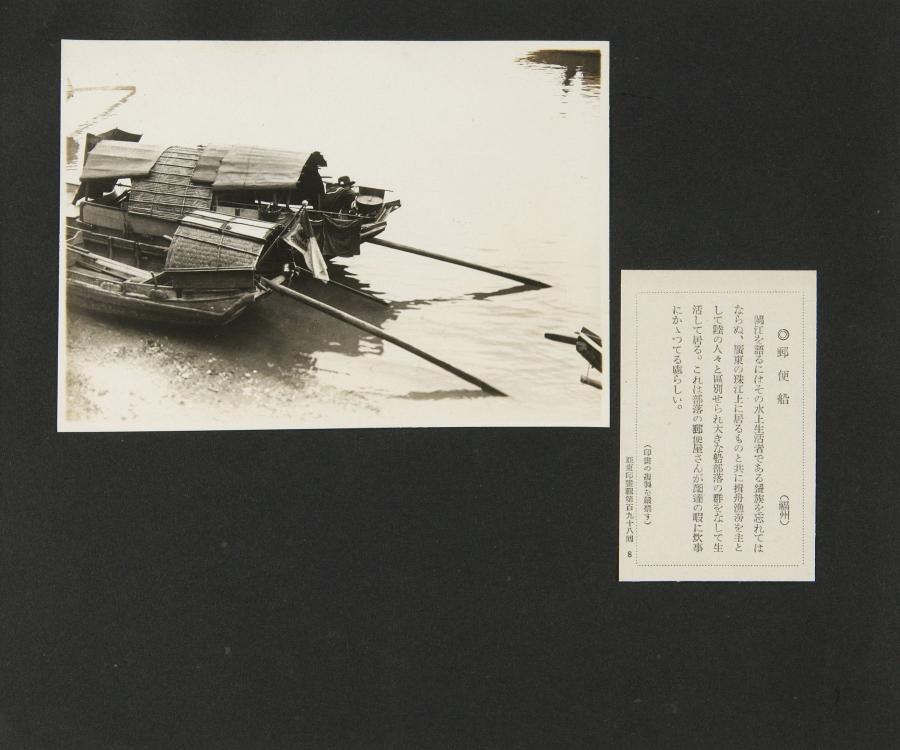 ◎郵便船　（福州）
閩江を語るにはその水上生活者である蜑族を忘れては
ならぬ、廣東の珠江上に居るものと共に操舟漁撈を主と
して陸の人々と區別せられ大きな船部落の群をなして生
活して居る。これは部落の郵便屋さんが配達の暇に炊事
にかゝつてる處らしい。
（印畫の複製を嚴禁す）
亞東印畫輯第百九十八回　8